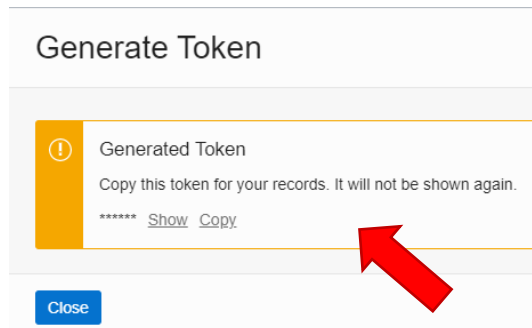 Generate Token
Generated Token
Copy this token for your records. It will not be shown again.
****** Show Copy
Close